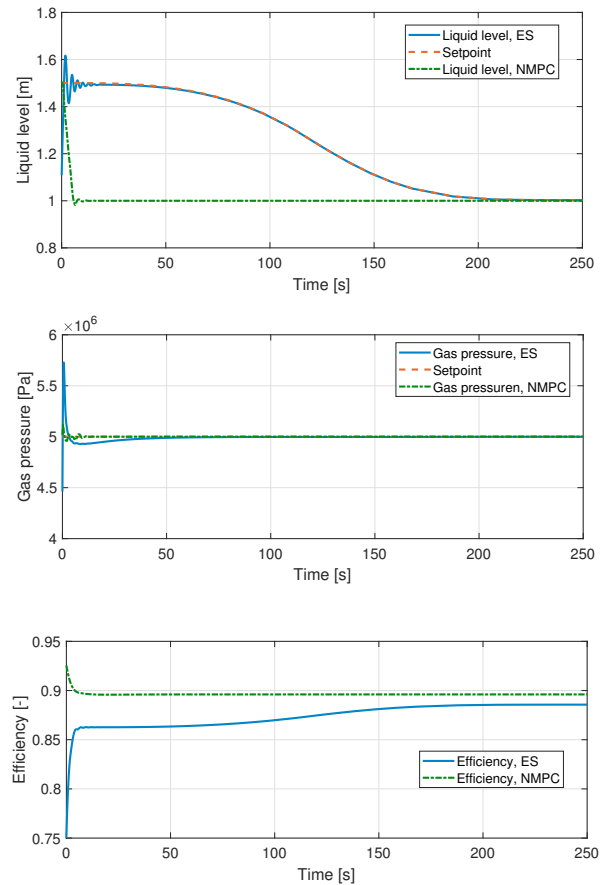 1.8
1.6
1.4
1.2
1
0.8
Liquid level [m]
Liquid level, ES
Setpoint
Liquid level, NMPC
0 50 100 150 200 250
Time [s]
×10⁶
6
5.5
5
4.5
4
Gas pressure [Pa]
Gas pressure, ES
Setpoint
Gas pressuren, NMPC
0 50 100 150 200 250
Time [s]
0.95
0.9
0.85
0.8
0.75
Efficiency [-]
Efficiency, ES
Efficiency, NMPC
0 50 100 150 200 250
Time [s]